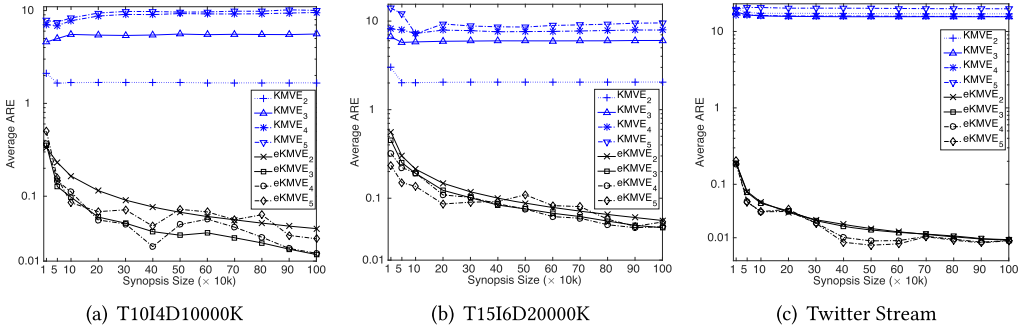 10
1
0.1
0.01
Average ARE
1 5 10 20 30 40 50 60 70 80 90 100
Synopsis Size (× 10k)
KMVE2
KMVE3
KMVE4
KMVE5
eKMVE2
eKMVE3
eKMVE4
eKMVE5
(a) T10I4D10000K
10
1
0.1
0.01
Average ARE
1 5 10 20 30 40 50 60 70 80 90 100
Synopsis Size (× 10k)
KMVE2
KMVE3
KMVE4
KMVE5
eKMVE2
eKMVE3
eKMVE4
eKMVE5
(b) T15I6D20000K
10
1
0.1
0.01
Average ARE
1 5 10 20 30 40 50 60 70 80 90 100
Synopsis Size (× 10k)
KMVE2
KMVE3
KMVE4
KMVE5
eKMVE2
eKMVE3
eKMVE4
eKMVE5
(c) Twitter Stream